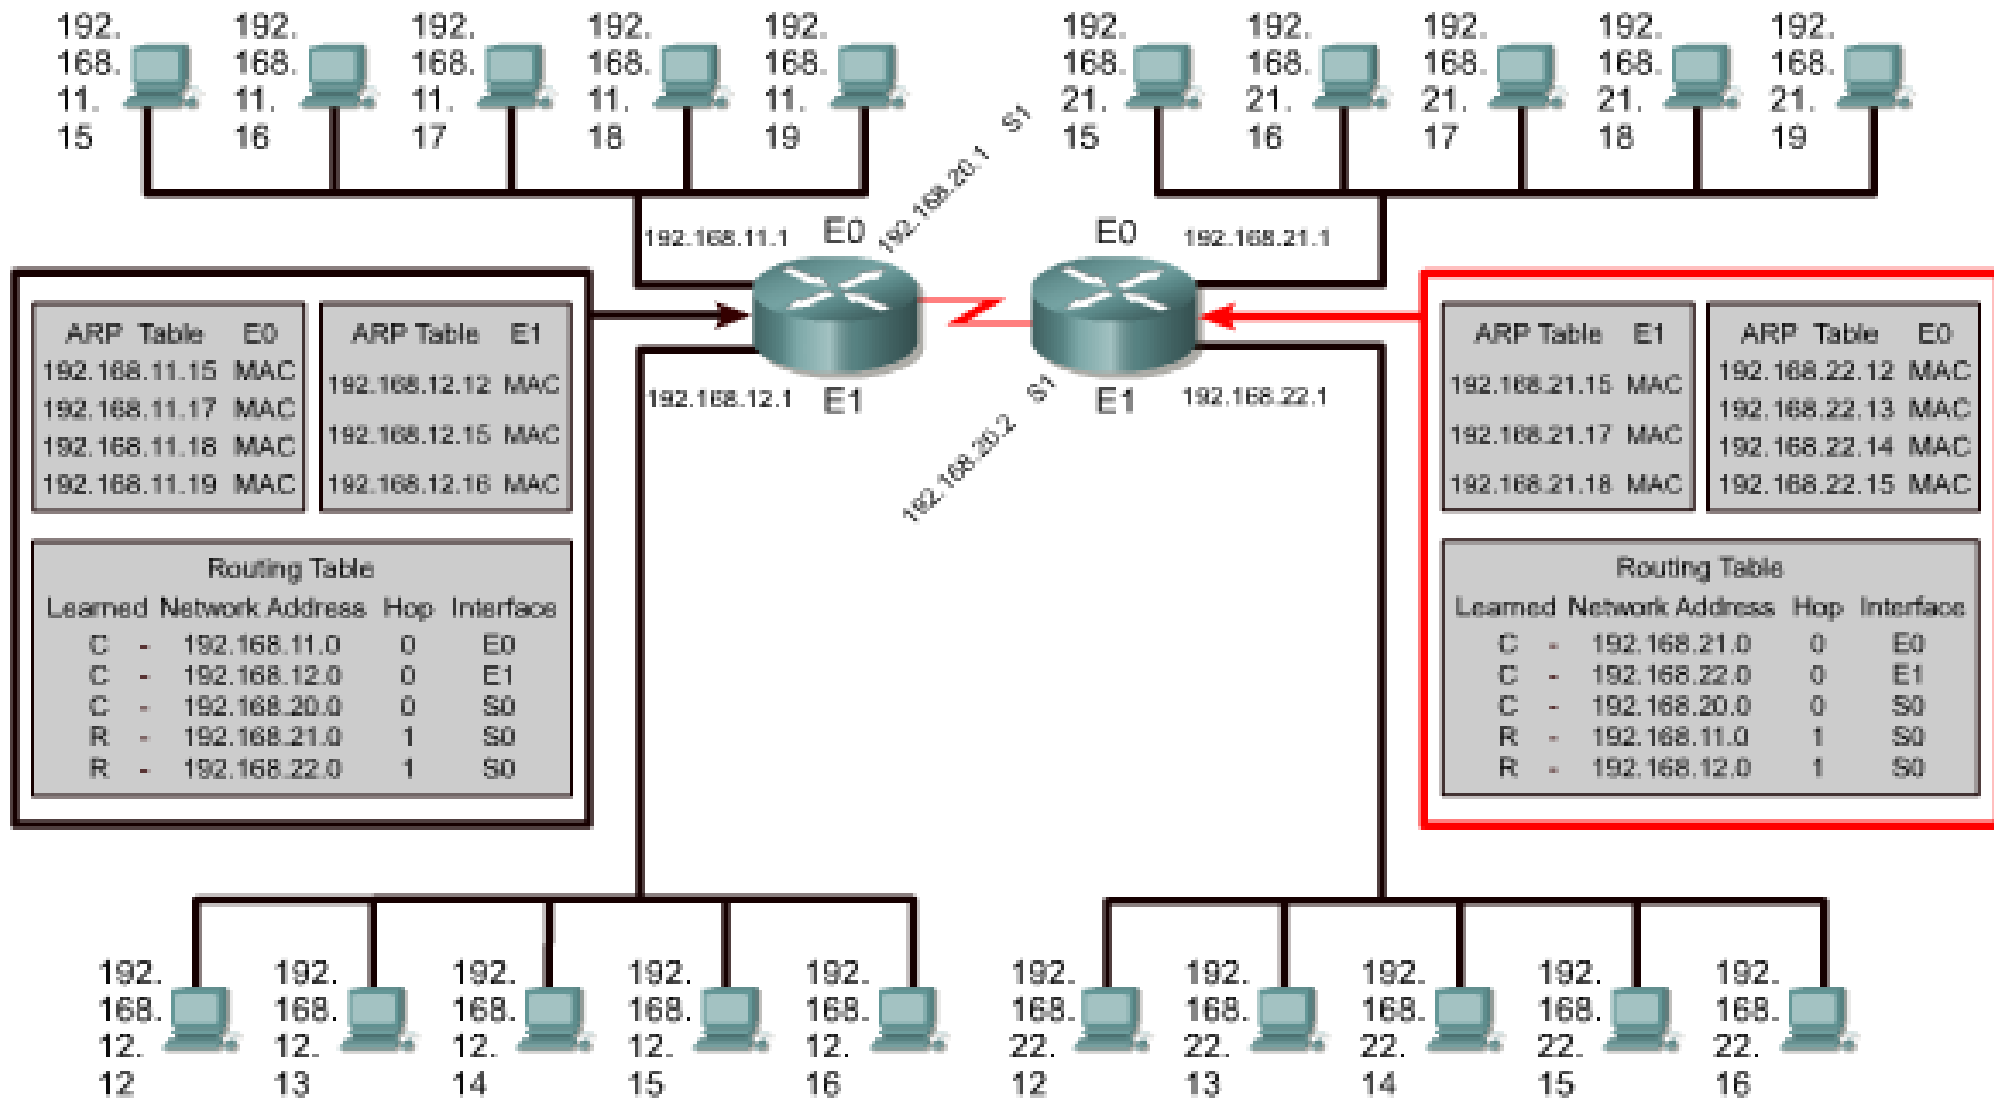 192.
168.
11.
15
192.
168.
11.
16
192.
168.
11.
17
192.
168.
11.
18
192.
168.
11.
19
192.
168.
21.
15
192.
168.
21.
16
192.
168.
21.
17
192.
168.
21.
18
192.
168.
21.
19
192.168.11.1 E0
192.168.20.1 S1
E0 192.168.21.1
192.168.12.1 E1
192.168.20.2 S1
E1 192.168.22.1
ARP Table E0
192.168.11.15 MAC
192.168.11.17 MAC
192.168.11.18 MAC
192.168.11.19 MAC
ARP Table E1
192.168.12.12 MAC
192.168.12.15 MAC
192.168.12.16 MAC
Routing Table
Learned Network Address Hop Interface
C - 192.168.11.0 0 E0
C - 192.168.12.0 0 E1
C - 192.168.20.0 0 S0
R - 192.168.21.0 1 S0
R - 192.168.22.0 1 S0
ARP Table E1
192.168.21.15 MAC
192.168.21.17 MAC
192.168.21.18 MAC
ARP Table E0
192.168.22.12 MAC
192.168.22.13 MAC
192.168.22.14 MAC
192.168.22.15 MAC
Routing Table
Learned Network Address Hop Interface
C - 192.168.21.0 0 E0
C - 192.168.22.0 0 E1
C - 192.168.20.0 0 S0
R - 192.168.11.0 1 S0
R - 192.168.12.0 1 S0
192.
168.
12.
12
192.
168.
12.
13
192.
168.
12.
14
192.
168.
12.
15
192.
168.
12.
16
192.
168.
22.
12
192.
168.
22.
13
192.
168.
22.
14
192.
168.
22.
15
192.
168.
22.
16